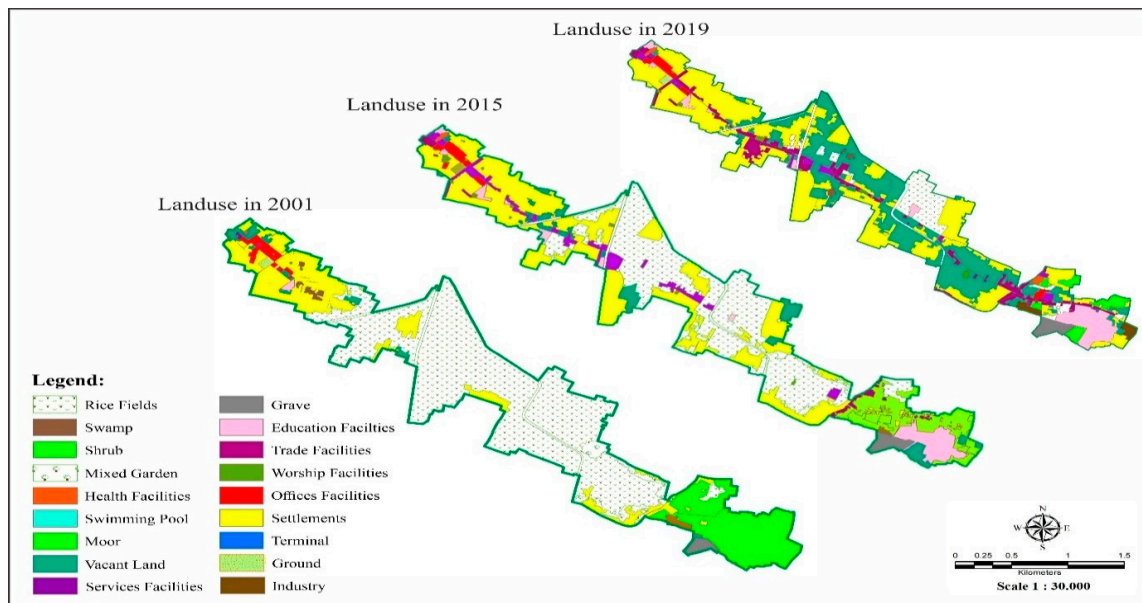 Landuse in 2019
Landuse in 2015
Landuse in 2001
Legend:
Rice Fields
Swamp
Shrub
Mixed Garden
Health Facilities
Swimming Pool
Moor
Vacant Land
Services Facilities
Grave
Education Facilties
Trade Facilities
Worship Facilities
Offices Facilities
Settlements
Terminal
Ground
Industry
N
W E
S
0 0.25 0.5 1 1.5
Kilometers
Scale 1 : 30.000